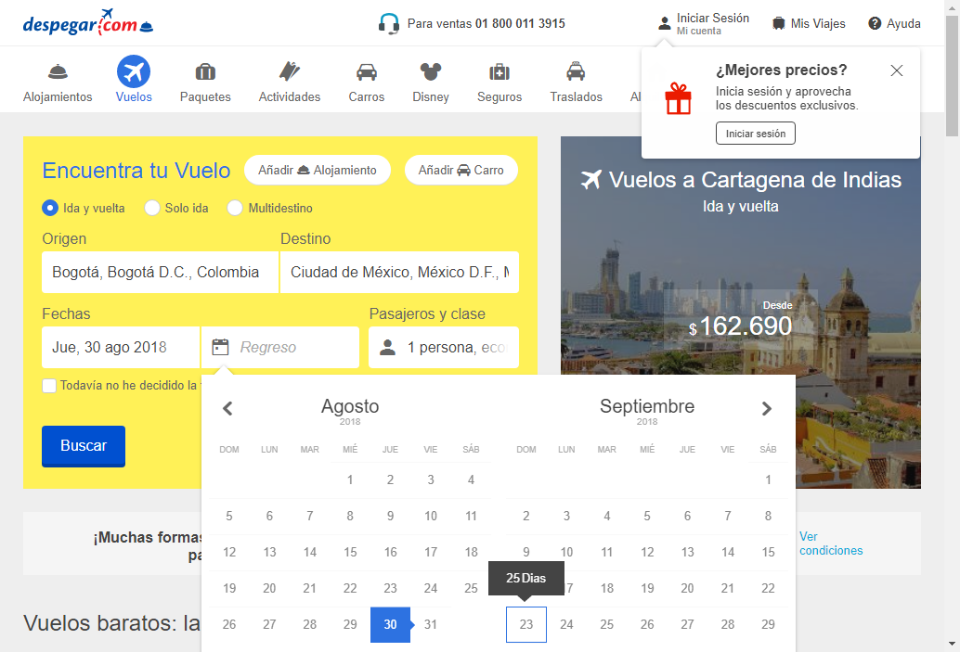 despegar.com
Para ventas 01 800 011 3915
Iniciar Sesión
Mi cuenta
Mis Viajes
Ayuda
Alojamientos
Vuelos
Paquetes
Actividades
Carros
Disney
Seguros
Traslados
¿Mejores precios?
Inicia sesión y aprovecha
los descuentos exclusivos.
Iniciar sesión
Encuentra tu Vuelo
Añadir Alojamiento
Añadir Carro
Ida y vuelta
Solo ida
Multidestino
Origen
Destino
Bogotá, Bogotá D.C., Colombia
Ciudad de México, México D.F.,
Fechas
Pasajeros y clase
Jue, 30 ago 2018
Regreso
1 persona, eco
Todavía no he decidido la
Buscar
Vuelos a Cartagena de Indias
Ida y vuelta
Desde
$ 162.690
Agosto
2018
DOM LUN MAR MIÉ JUE VIE SÁB
1 2 3 4
5 6 7 8 9 10 11
12 13 14 15 16 17 18
19 20 21 22 23 24 25
26 27 28 29 30 31
Septiembre
2018
DOM LUN MAR MIÉ JUE VIE SÁB
1
2 3 4 5 6 7 8
9 10 11 12 13 14 15
25 Dias
18 19 20 21 22
23 24 25 26 27 28 29
¡Muchas formas
pa
Ver
condiciones
Vuelos baratos: la